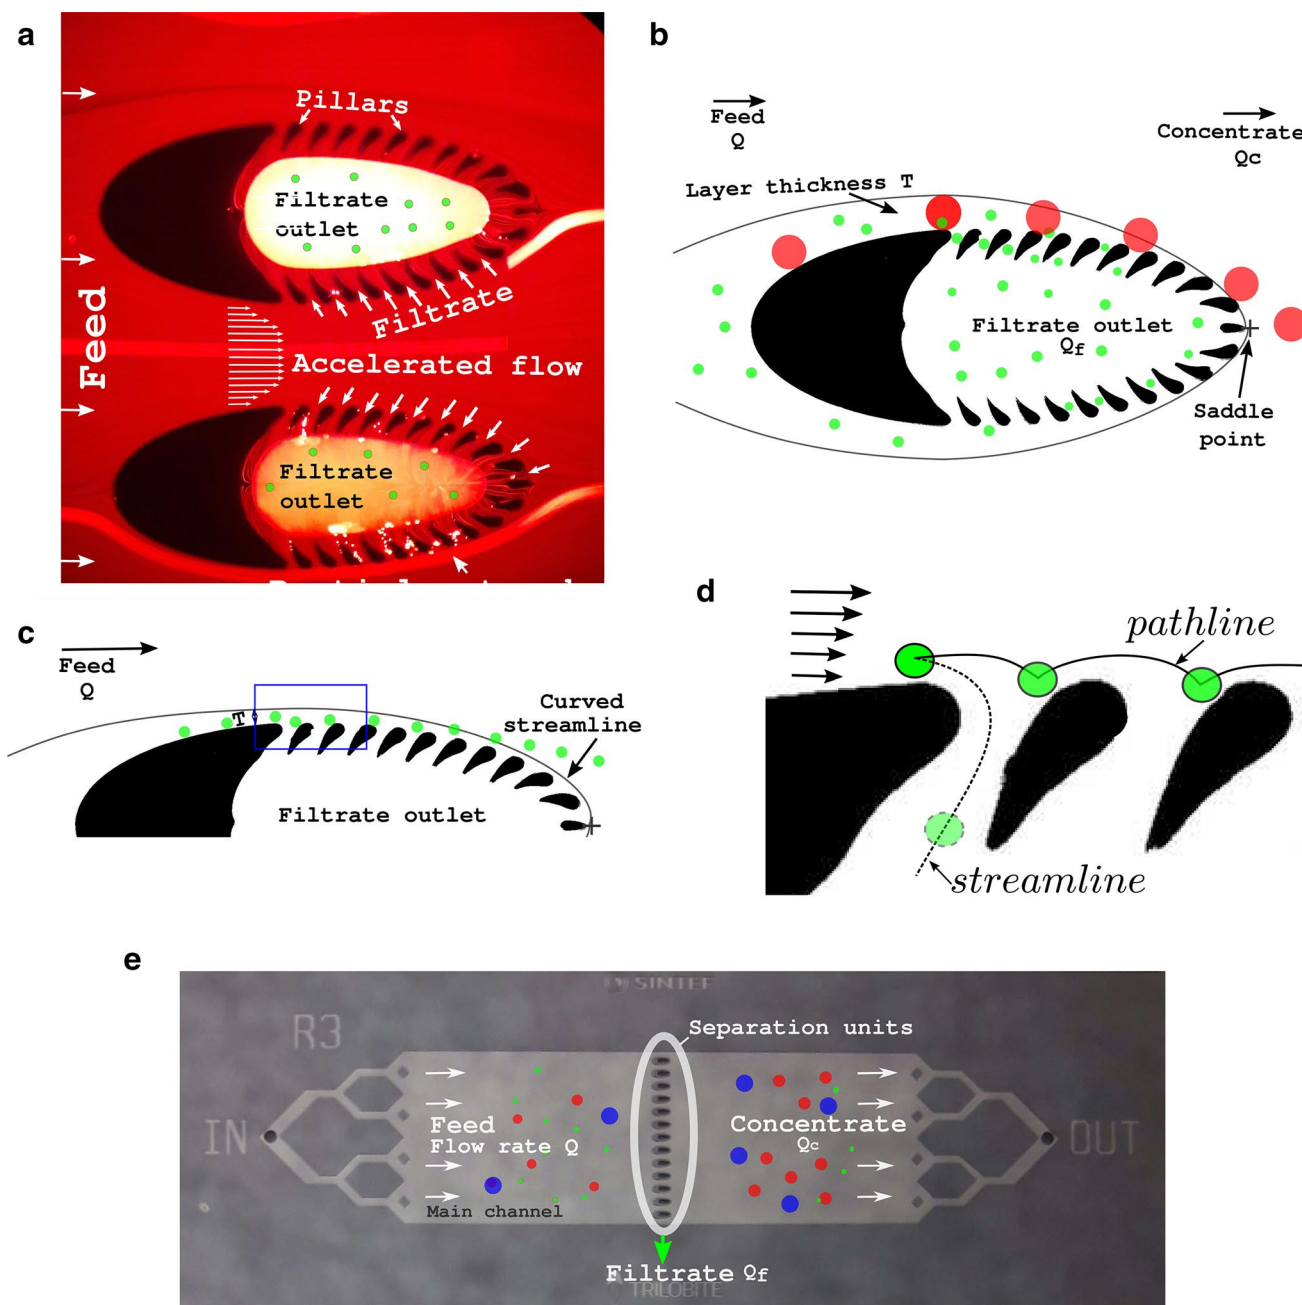 a
Pillars
Filtrate
outlet
Filtrate
Feed
Accelerated flow
Filtrate
outlet
b
Feed
Q
Concentrate
Qc
Layer thickness T
Filtrate outlet
Qf
Saddle
point
c
Feed
Q
T
Curved
streamline
Filtrate outlet
d
pathline
streamline
e
SINTEF
R3
Separation units
IN
Feed
Flow rate Q
Main channel
Concentrate
Qc
OUT
Filtrate Qf
TRILOBITE